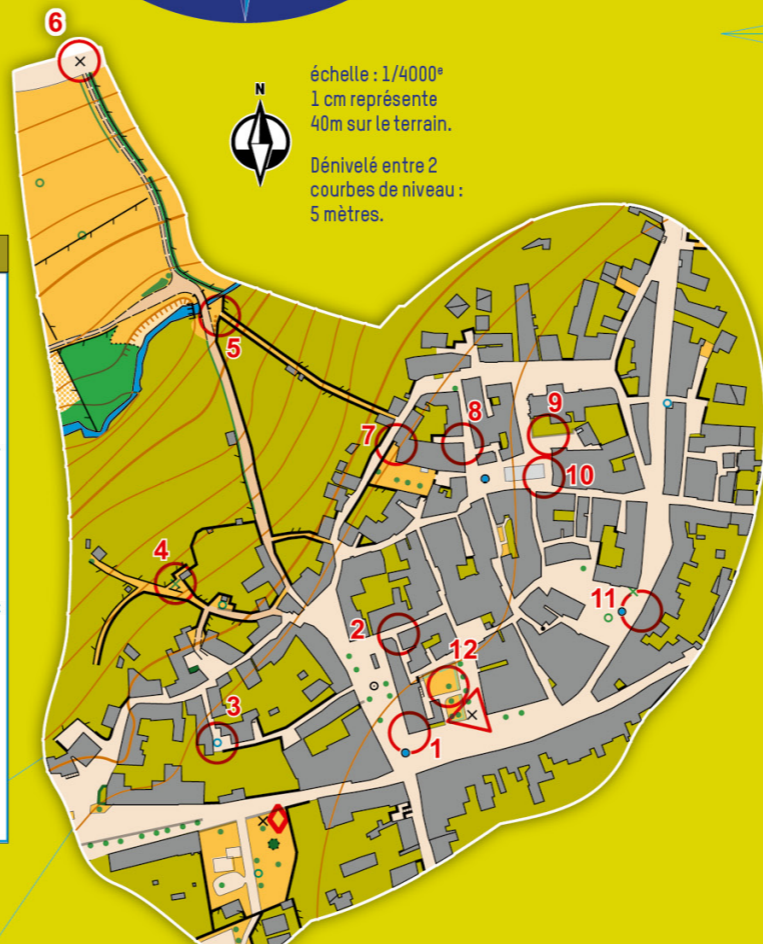 6
échelle : 1/4000ᵉ
1 cm représente
40m sur le terrain.
N
Dénivelé entre 2
courbes de niveau :
5 mètres.
5
9
8
7
10
4
11
2
12
3
1